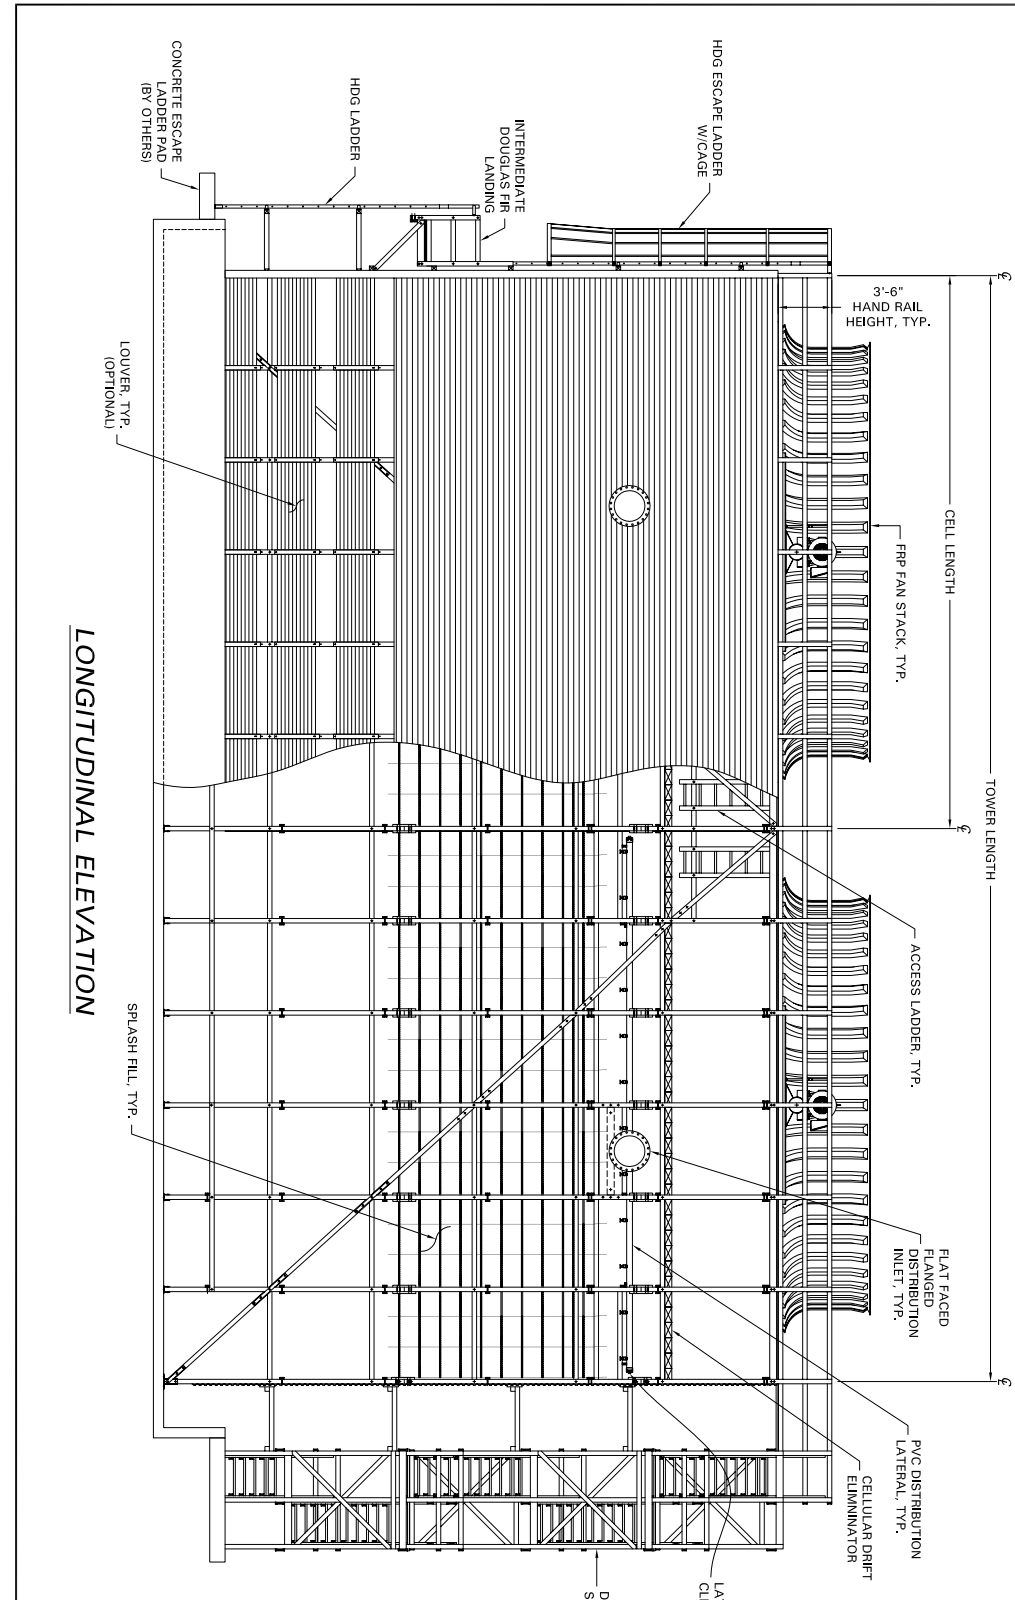 TOWER LENGTH
CELL LENGTH
℄
℄
℄
3'-6"
HAND RAIL
HEIGHT, TYP.
HDG ESCAPE LADDER
W/CAGE
INTERMEDIATE
DOUGLAS FIR
LANDING
HDG LADDER
CONCRETE ESCAPE
LADDER PAD
(BY OTHERS)
LOUVER, TYP.
(OPTIONAL)
FRP FAN STACK, TYP.
ACCESS LADDER, TYP.
FLAT FACED
FLANGED
DISTRIBUTION
INLET, TYP.
PVC DISTRIBUTION
LATERAL, TYP.
CELLULAR DRIFT
ELIMINATOR
SPLASH FILL, TYP.
LONGITUDINAL ELEVATION